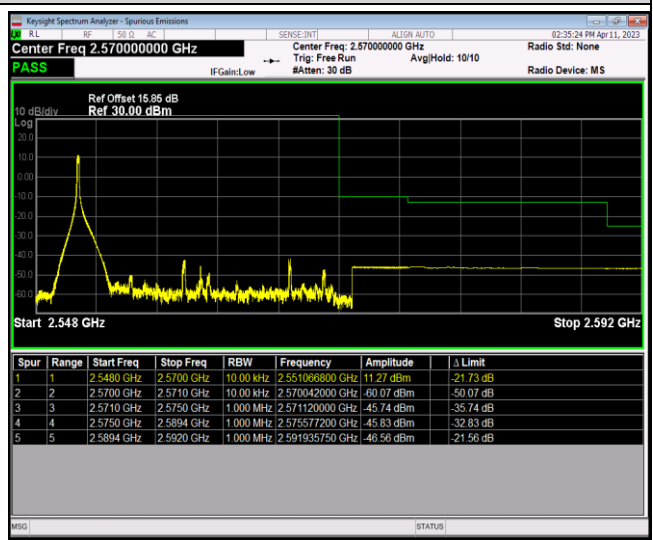 Keysight Spectrum Analyzer - Spurious Emissions
RL RF 50 Ω AC SENSE:INT ALIGN AUTO 02:35:24 PM Apr 11, 2023
Center Freq 2.570000000 GHz Center Freq: 2.570000000 GHz Radio Std: None
PASS IFGain:Low Trig: Free Run Avg|Hold: 10/10
#Atten: 30 dB Radio Device: MS
Ref Offset 15.85 dB
10 dB/div Ref 30.00 dBm
Log
20.0
10.0
0.00
-10.0
-20.0
-30.0
-40.0
-50.0
-60.0
Start 2.548 GHz Stop 2.592 GHz
Spur Range Start Freq Stop Freq RBW Frequency Amplitude Δ Limit
1 1 2.5480 GHz 2.5700 GHz 10.00 kHz 2.551066800 GHz 11.27 dBm -21.73 dB
2 2 2.5700 GHz 2.5710 GHz 10.00 kHz 2.570042000 GHz -60.07 dBm -50.07 dB
3 3 2.5710 GHz 2.5750 GHz 1.000 MHz 2.571120000 GHz -45.74 dBm -35.74 dB
4 4 2.5750 GHz 2.5894 GHz 1.000 MHz 2.575577200 GHz -45.83 dBm -32.83 dB
5 5 2.5894 GHz 2.5920 GHz 1.000 MHz 2.591935750 GHz -46.56 dBm -21.56 dB
MSG STATUS